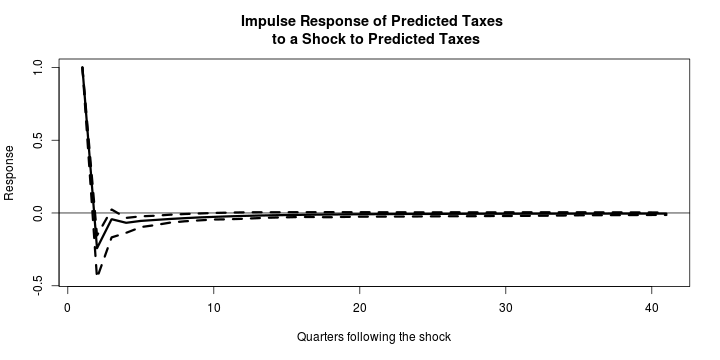 Impulse Response of Predicted Taxes
to a Shock to Predicted Taxes
Response
1.0
0.5
0.0
-0.5
0 10 20 30 40
Quarters following the shock